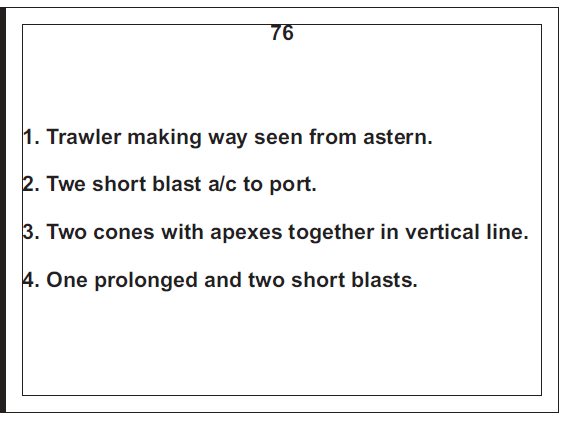 76
1. Trawler making way seen from astern.
2. Twe short blast a/c to port.
3. Two cones with apexes together in vertical line.
4. One prolonged and two short blasts.